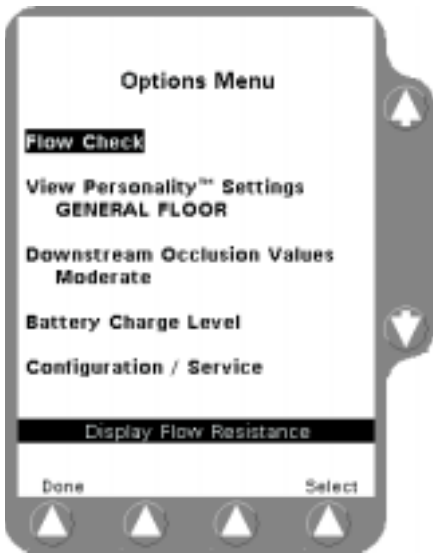 Options Menu
Flow Check
View Personality™ Settings
GENERAL FLOOR
Downstream Occlusion Values
Moderate
Battery Charge Level
Configuration / Service
Display Flow Resistance
Done Select